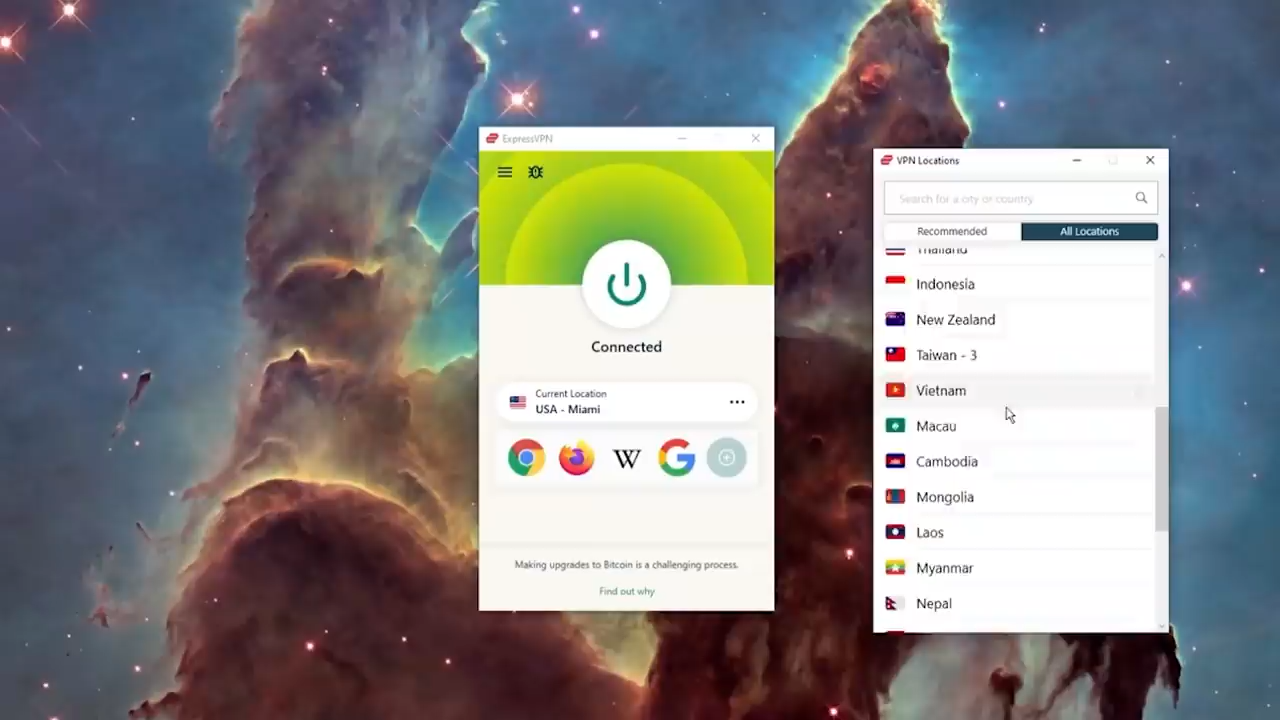 ExpressVPN
Connected
Current Location
USA - Miami
W
G
Making upgrades to Bitcoin is a challenging process.
Find out why
VPN Locations
Search for a city or country
Recommended
All Locations
Thailand
Indonesia
New Zealand
Taiwan - 3
Vietnam
Macau
Cambodia
Mongolia
Laos
Myanmar
Nepal